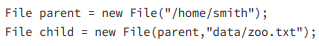 File parent = new File("/home/smith");
File child = new File(parent,"data/zoo.txt");